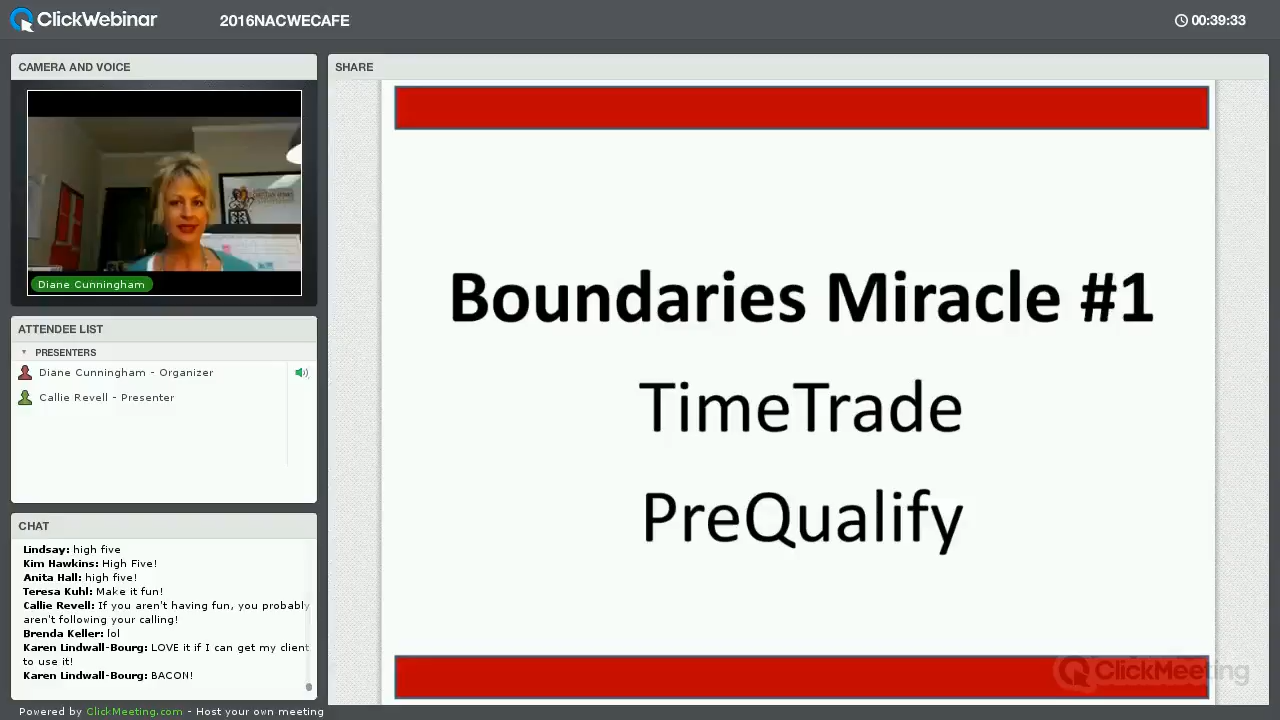 ClickWebinar
2016NACWECAFE
00:39:33
CAMERA AND VOICE
Diane Cunningham
ATTENDEE LIST
PRESENTERS
Diane Cunningham - Organizer
Callie Revell - Presenter
CHAT
Lindsay: high five
Kim Hawkins: High Five!
Anita Hall: high five!
Teresa Kuhl: Make it fun!
Callie Revell: If you aren't having fun, you probably
aren't following your calling!
Brenda Keller: lol
Karen Lindwall-Bourg: LOVE it if I can get my client
to use it!
Karen Lindwall-Bourg: BACON!
Powered by ClickMeeting.com - Host your own meeting
SHARE
Boundaries Miracle #1
TimeTrade
PreQualify
ClickMeeting